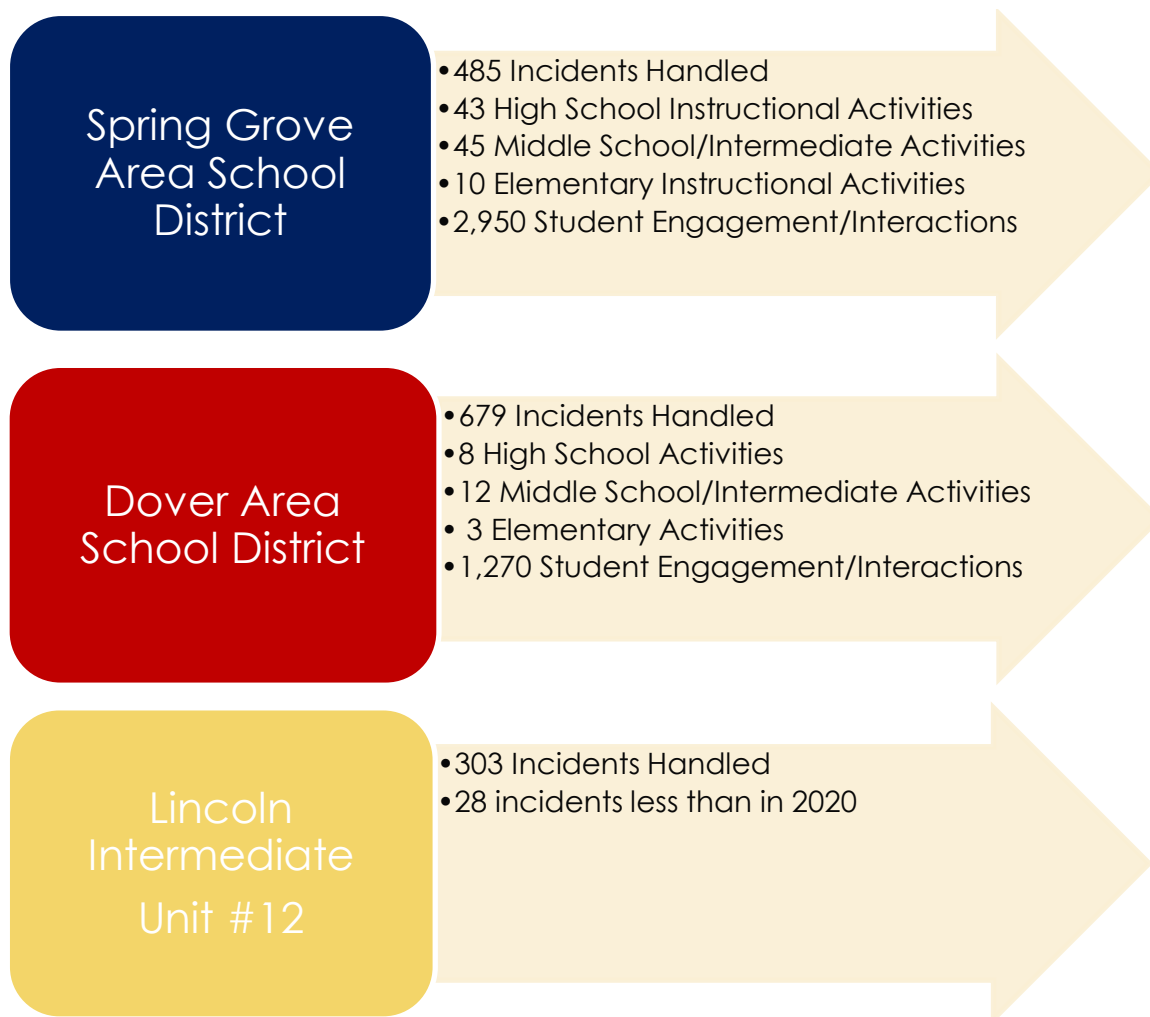 Spring Grove
Area School
District
•485 Incidents Handled
•43 High School Instructional Activities
•45 Middle School/Intermediate Activities
•10 Elementary Instructional Activities
•2,950 Student Engagement/Interactions
Dover Area
School District
•679 Incidents Handled
•8 High School Activities
•12 Middle School/Intermediate Activities
• 3 Elementary Activities
•1,270 Student Engagement/Interactions
Lincoln
Intermediate
Unit #12
•303 Incidents Handled
•28 incidents less than in 2020